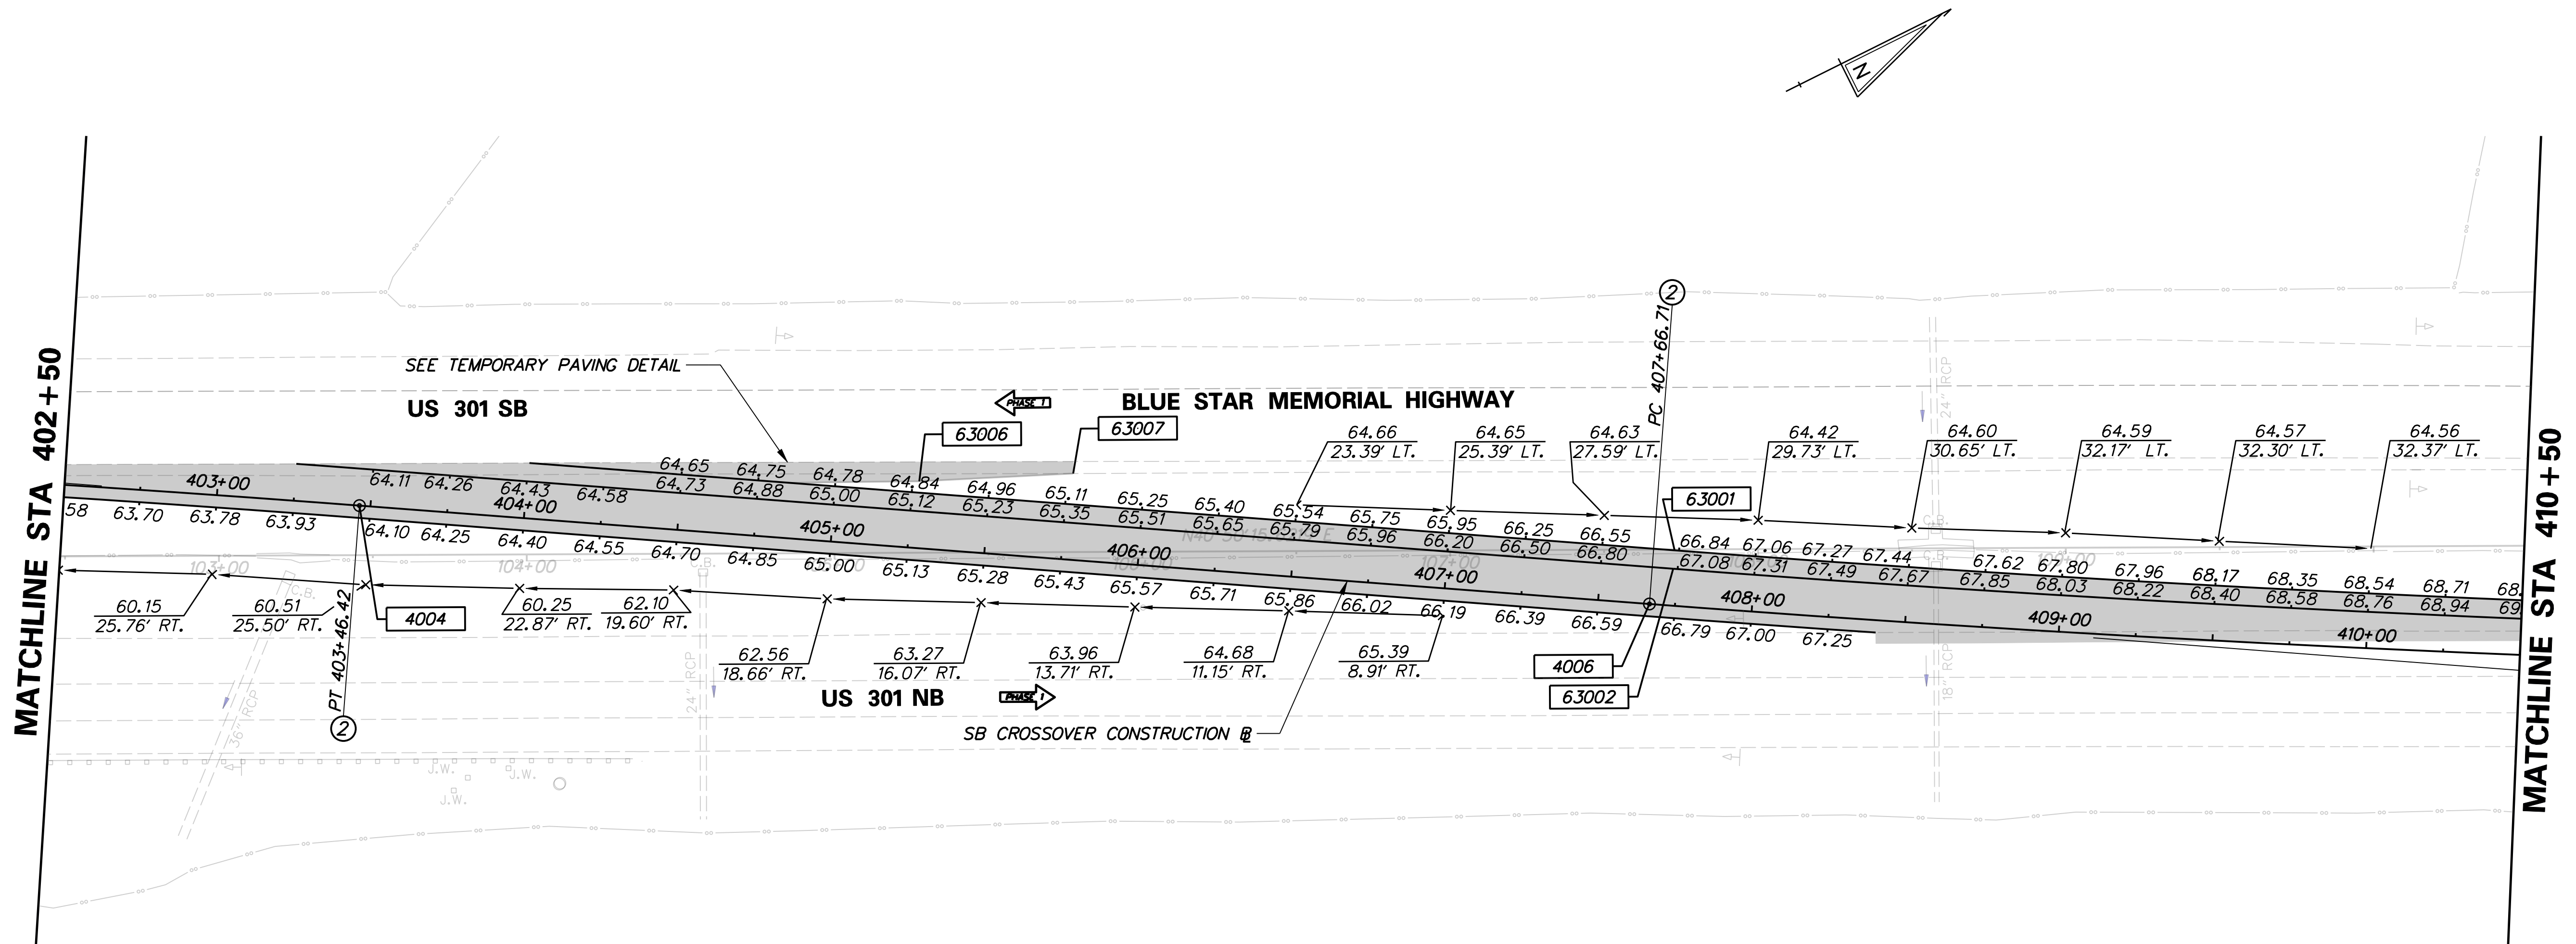 N
MATCHLINE STA 402+50
MATCHLINE STA 410+50
SEE TEMPORARY PAVING DETAIL
US 301 SB
PHASE 1
BLUE STAR MEMORIAL HIGHWAY
63006
63007
2
PC 407+66.71
24" RCP
64.66
23.39' LT.
64.65
25.39' LT.
64.63
27.59' LT.
64.42
29.73' LT.
64.60
30.65' LT.
64.59
32.17' LT.
64.57
32.30' LT.
64.56
32.37' LT.
63001
64.65 64.75 64.78 64.84 64.96 65.11 65.25 65.40 65.54 65.75 65.95 66.25 66.55 66.84 67.06 67.27 67.44 67.62 67.80 67.96 68.17 68.35 68.54 68.71 68.
64.11 64.26 64.43 64.58 64.73 64.88 65.00 65.12 65.23 65.35 65.51 65.65 65.79 65.96 66.20 66.50 66.80 67.08 67.31 67.49 67.67 67.85 68.03 68.22 68.40 68.58 68.76 68.94 69
403+00 404+00 405+00 406+00 407+00 408+00 409+00 410+00
58 63.70 63.78 63.93 64.10 64.25 64.40 64.55 64.70 64.85 65.00 65.13 65.28 65.43 65.57 65.71 65.86 66.02 66.19 66.39 66.59 66.79 67.00 67.25
103+00 104+00 107+00
C.B.
C.B.
C.B.
C.B.
60.15
25.76' RT.
60.51
25.50' RT.
4004
60.25
22.87' RT.
62.10
19.60' RT.
62.56
18.66' RT.
63.27
16.07' RT.
63.96
13.71' RT.
64.68
11.15' RT.
65.39
8.91' RT.
4006
63002
PT 403+46.42
2
36" RCP
24" RCP
18" RCP
US 301 NB
PHASE 1
SB CROSSOVER CONSTRUCTION BL
J.W.
J.W.
J.W.